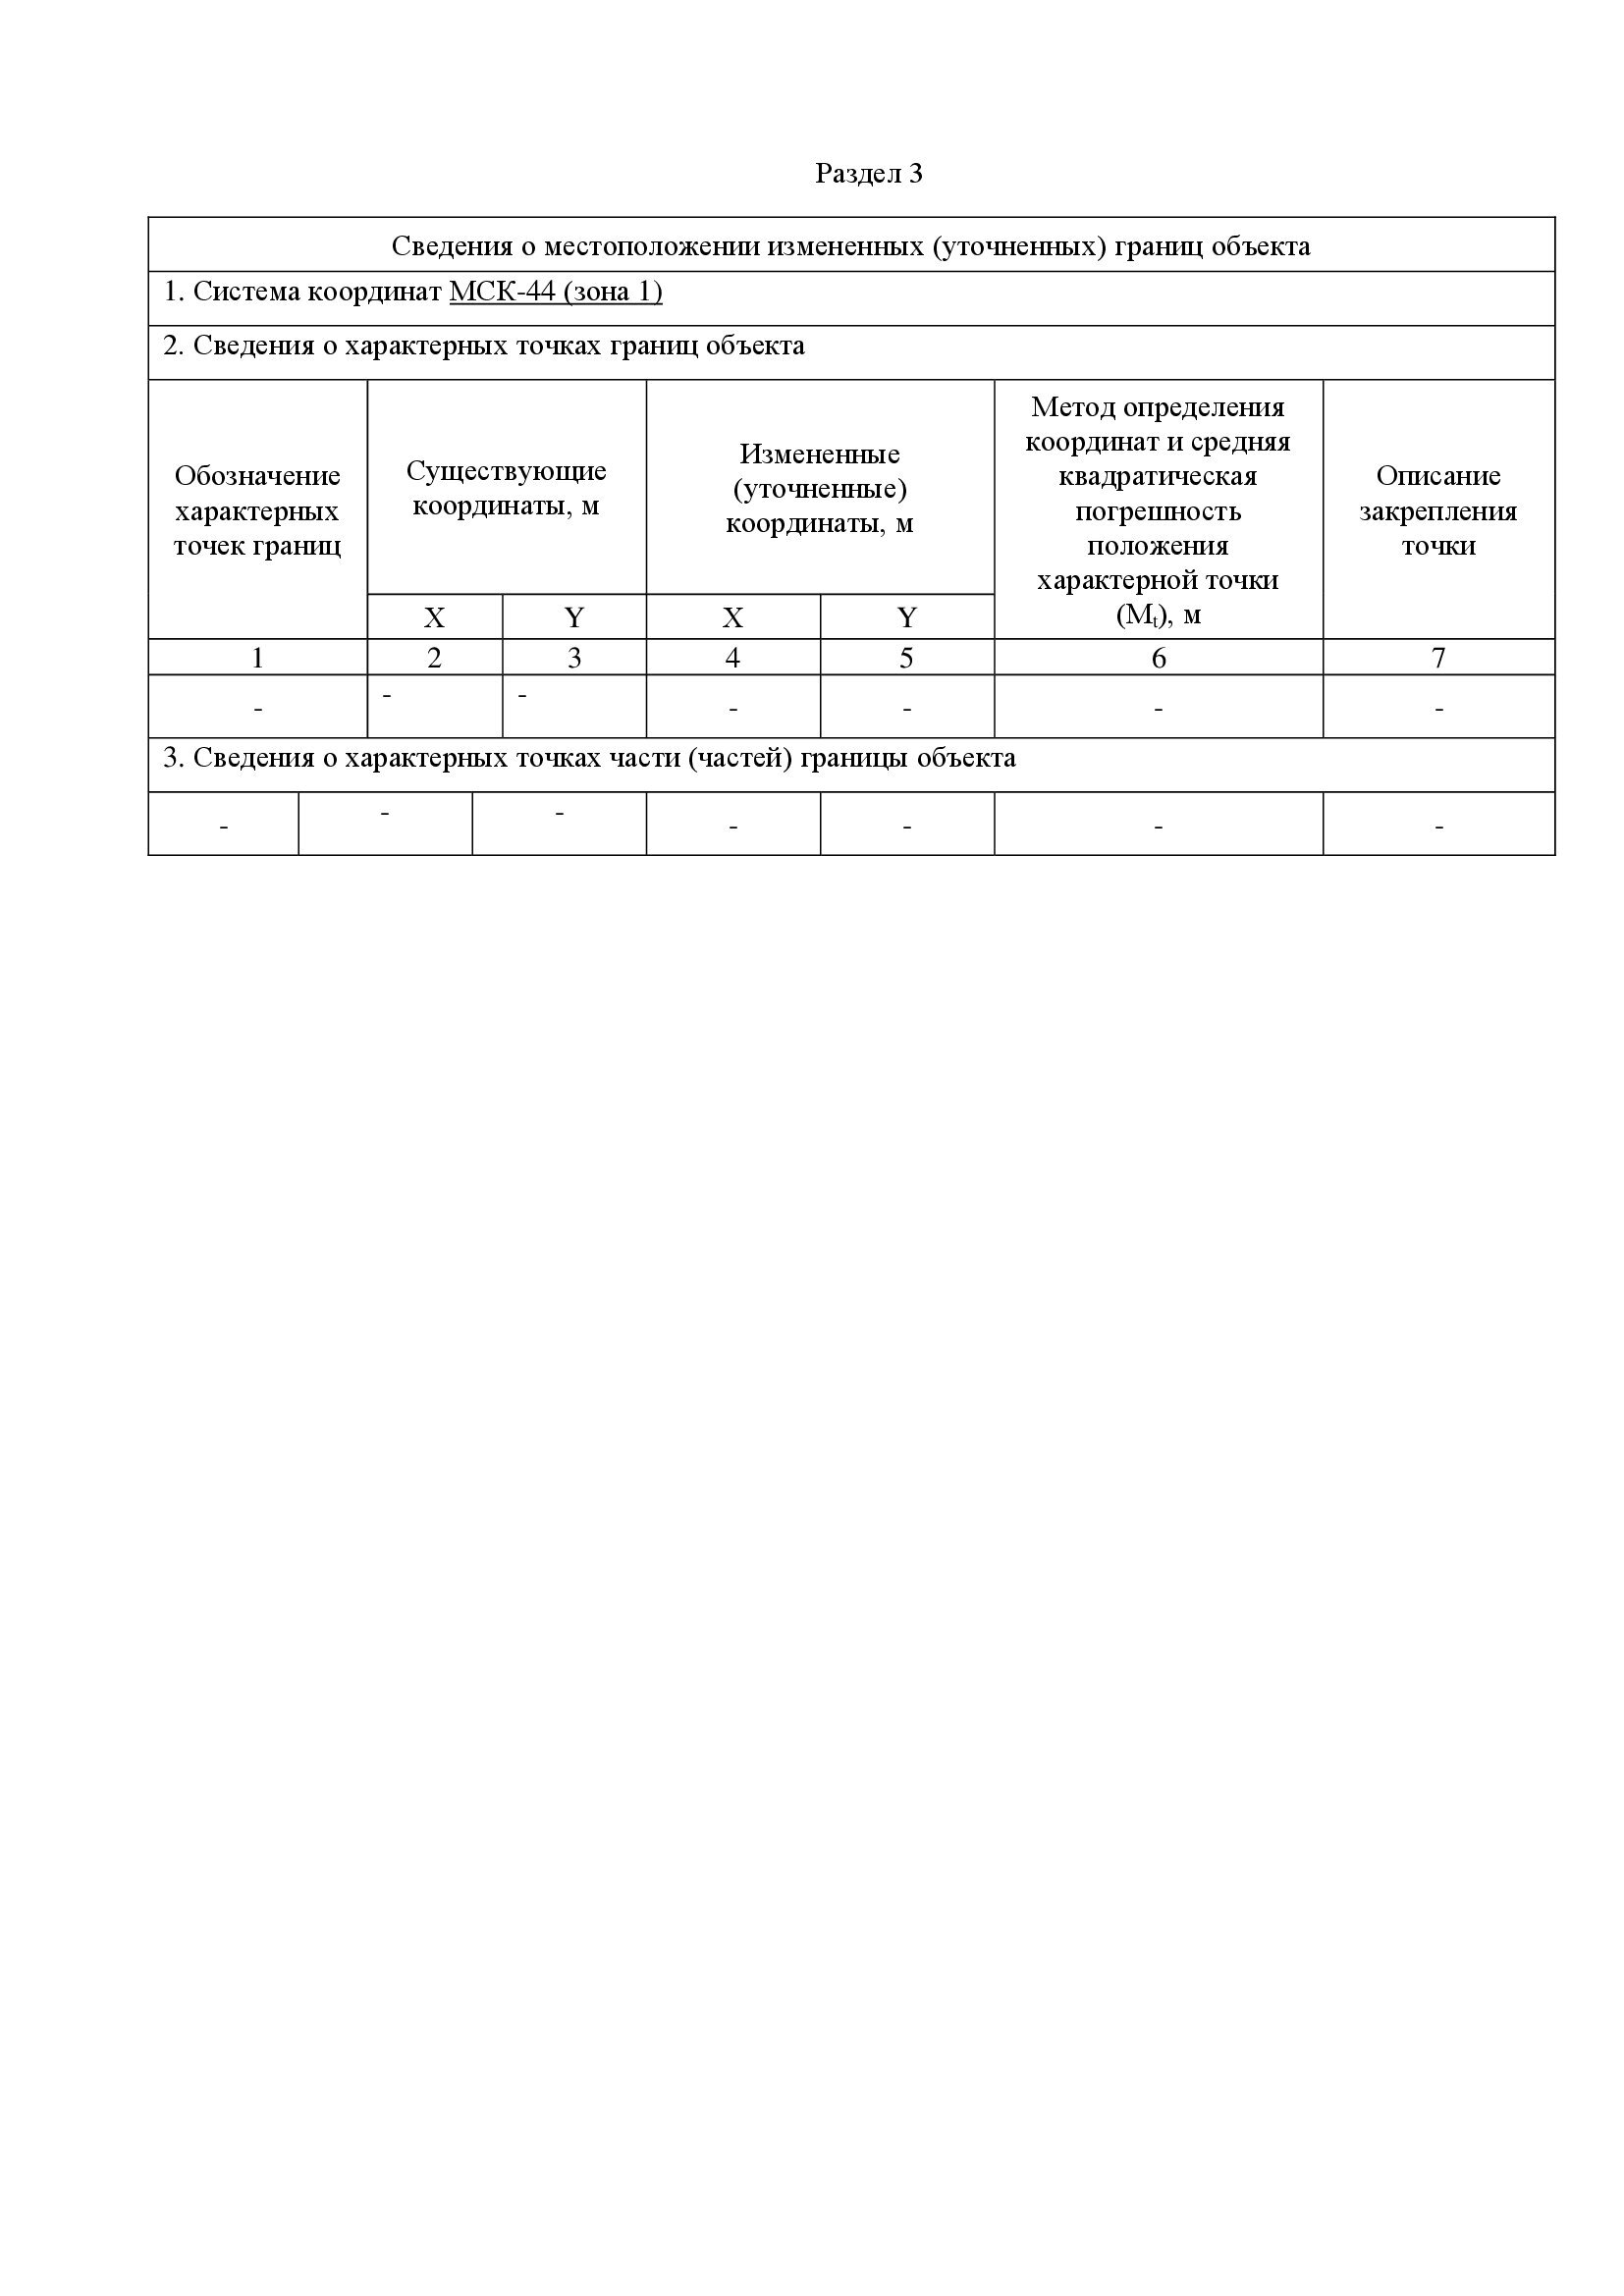 Раздел 3
Сведения о местоположении измененных (уточненных) границ объекта
1. Система координат МСК-44 (зона 1)
2. Сведения о характерных точках границ объекта
Обозначение
характерных
точек границ
Существующие
координаты, м
Измененные
(уточненные)
координаты, м
Метод определения
координат и средняя
квадратическая
погрешность
положения
характерной точки
(Mt), м
Описание
закрепления
точки
X Y X Y
1 2 3 4 5 6 7
- - - - - - -
3. Сведения о характерных точках части (частей) границы объекта
- - - - - - -